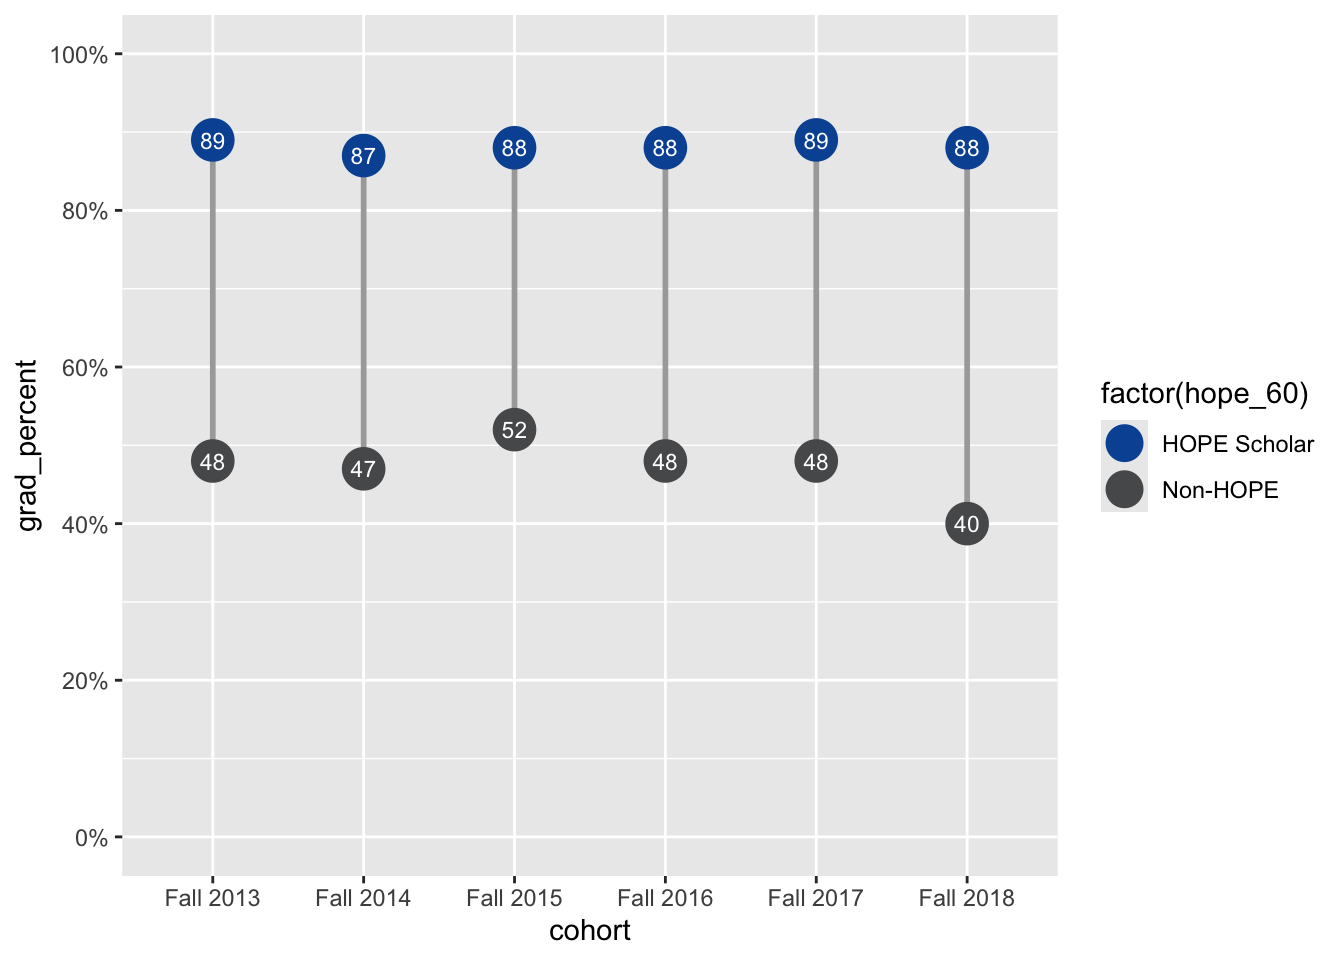 100%
80%
60%
40%
20%
0%
grad_percent
89
87
88
88
89
88
48
47
52
48
48
40
Fall 2013
Fall 2014
Fall 2015
Fall 2016
Fall 2017
Fall 2018
cohort
factor(hope_60)
HOPE Scholar
Non-HOPE